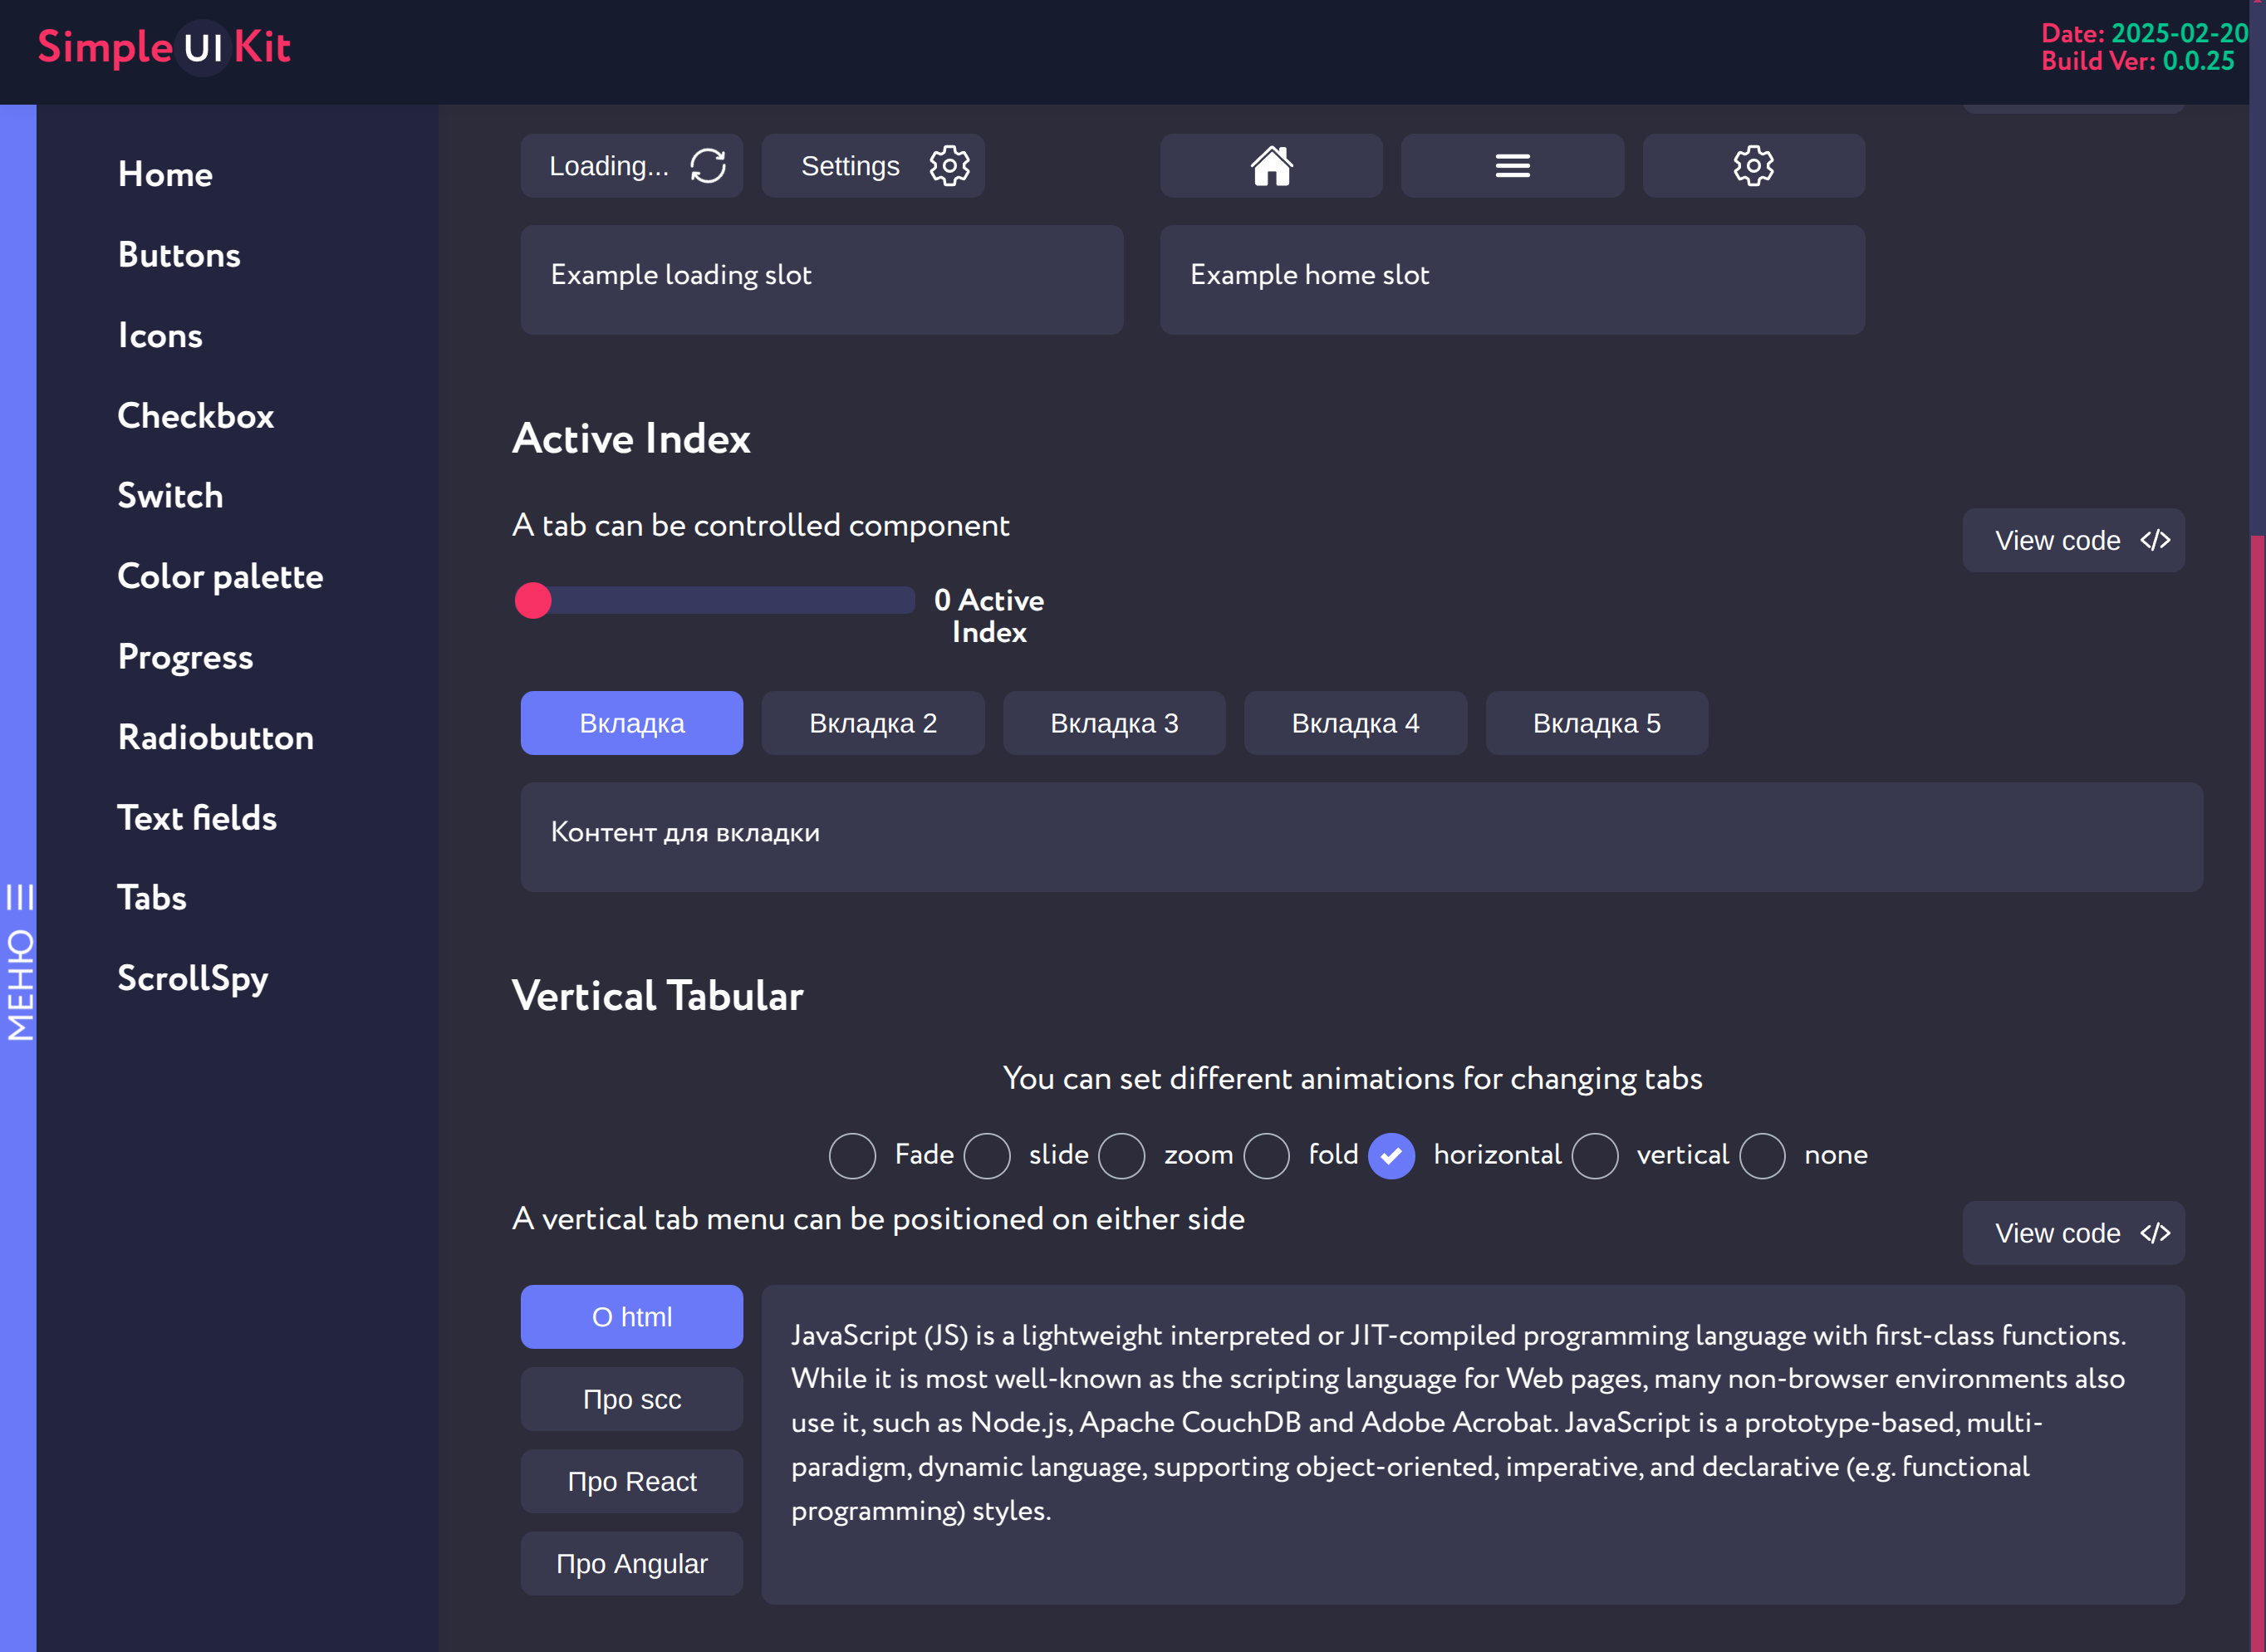 Simple UI Kit
Date: 2025-02-20
Build Ver: 0.0.25
МЕНЮ
Home
Buttons
Icons
Checkbox
Switch
Color palette
Progress
Radiobutton
Text fields
Tabs
ScrollSpy
Loading... Settings
Example loading slot
Example home slot
Active Index
A tab can be controlled component
View code
0 Active
Index
Вкладка Вкладка 2 Вкладка 3 Вкладка 4 Вкладка 5
Контент для вкладки
Vertical Tabular
You can set different animations for changing tabs
Fade slide zoom fold horizontal vertical none
A vertical tab menu can be positioned on either side
View code
О html
Про scc
Про React
Про Angular
JavaScript (JS) is a lightweight interpreted or JIT-compiled programming language with first-class functions.
While it is most well-known as the scripting language for Web pages, many non-browser environments also
use it, such as Node.js, Apache CouchDB and Adobe Acrobat. JavaScript is a prototype-based, multi-
paradigm, dynamic language, supporting object-oriented, imperative, and declarative (e.g. functional
programming) styles.